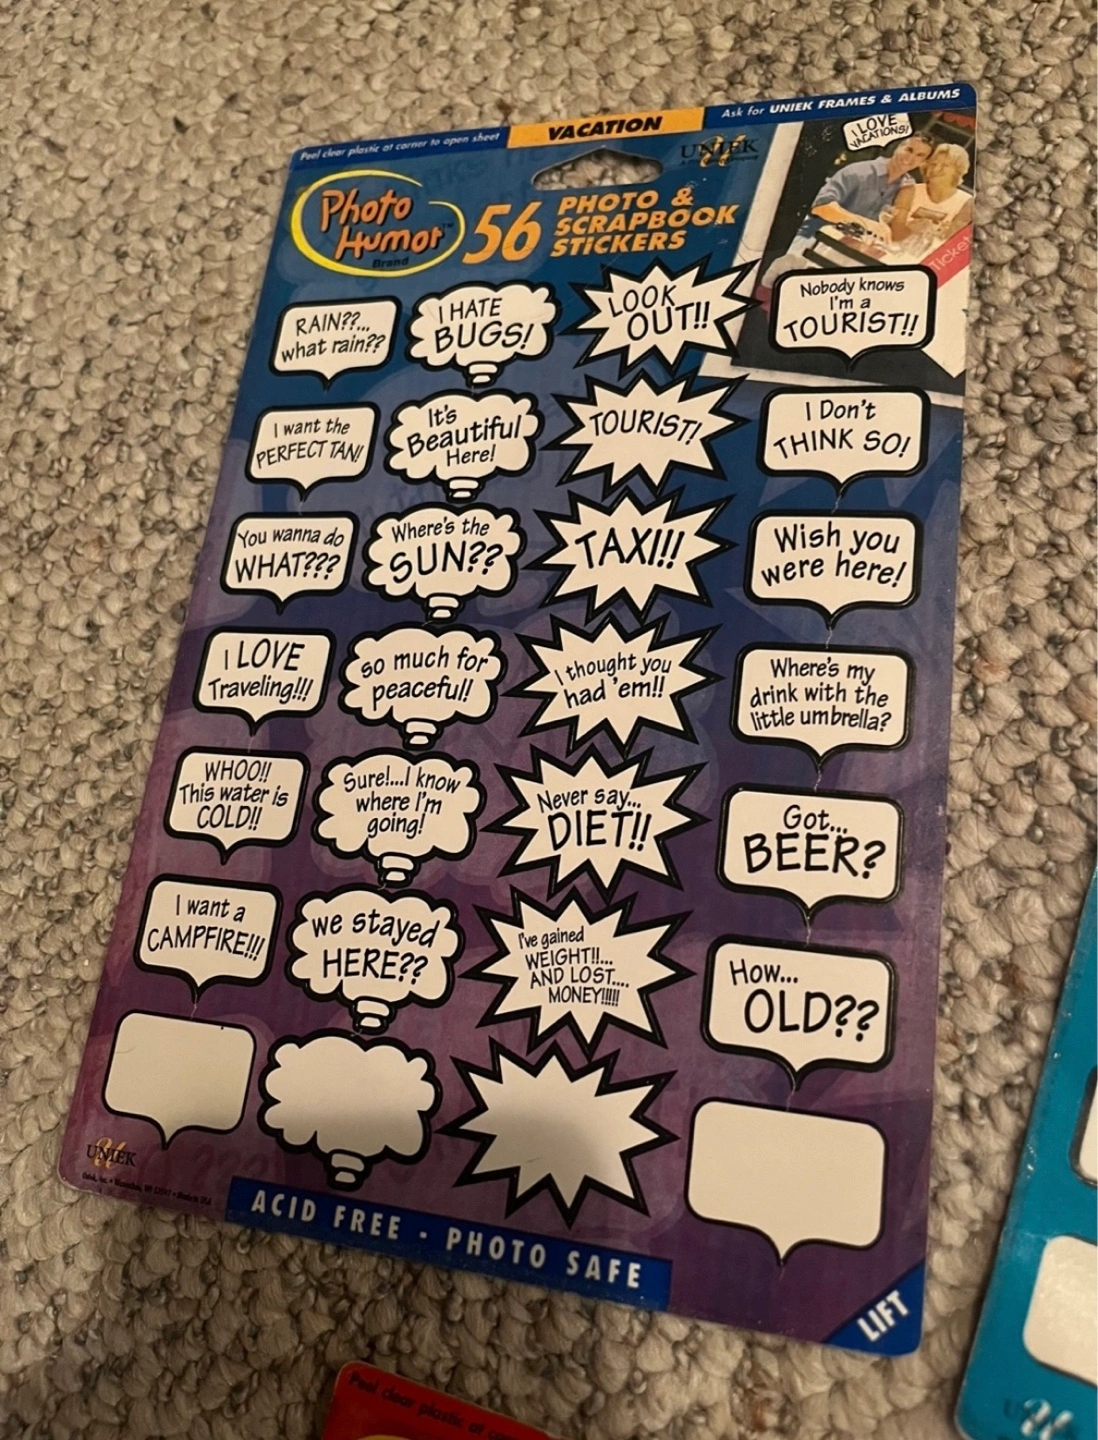 Peel clear plastic at corner to open sheet
VACATION
Ask for UNIEK FRAMES & ALBUMS
UNIEK
I LOVE
VACATIONS!
Photo
Humor
Brand
56
PHOTO &
SCRAPBOOK
STICKERS
Ticket
RAIN??...
what rain??
I HATE
BUGS!
LOOK
OUT!!
Nobody knows
I'm a
TOURIST!!
I want the
PERFECT TAN!
It's
Beautiful
Here!
TOURIST!
I Don't
THINK SO!
You wanna do
WHAT???
Where's the
SUN??
TAXI!!
Wish you
were here!
I LOVE
Traveling!!!
so much for
peaceful!
I thought you
had 'em!!
Where's my
drink with the
little umbrella?
WHOO!!
This water is
COLD!!
Sure!...I know
where I'm
going!
Never say...
DIET!!
Got...
BEER?
I want a
CAMPFIRE!!!
we stayed
HERE??
I've gained
WEIGHT!!...
AND LOST....
MONEY!!!!!
How...
OLD??
UNIEK
ACID FREE - PHOTO SAFE
LIFT
Peel clear plastic at